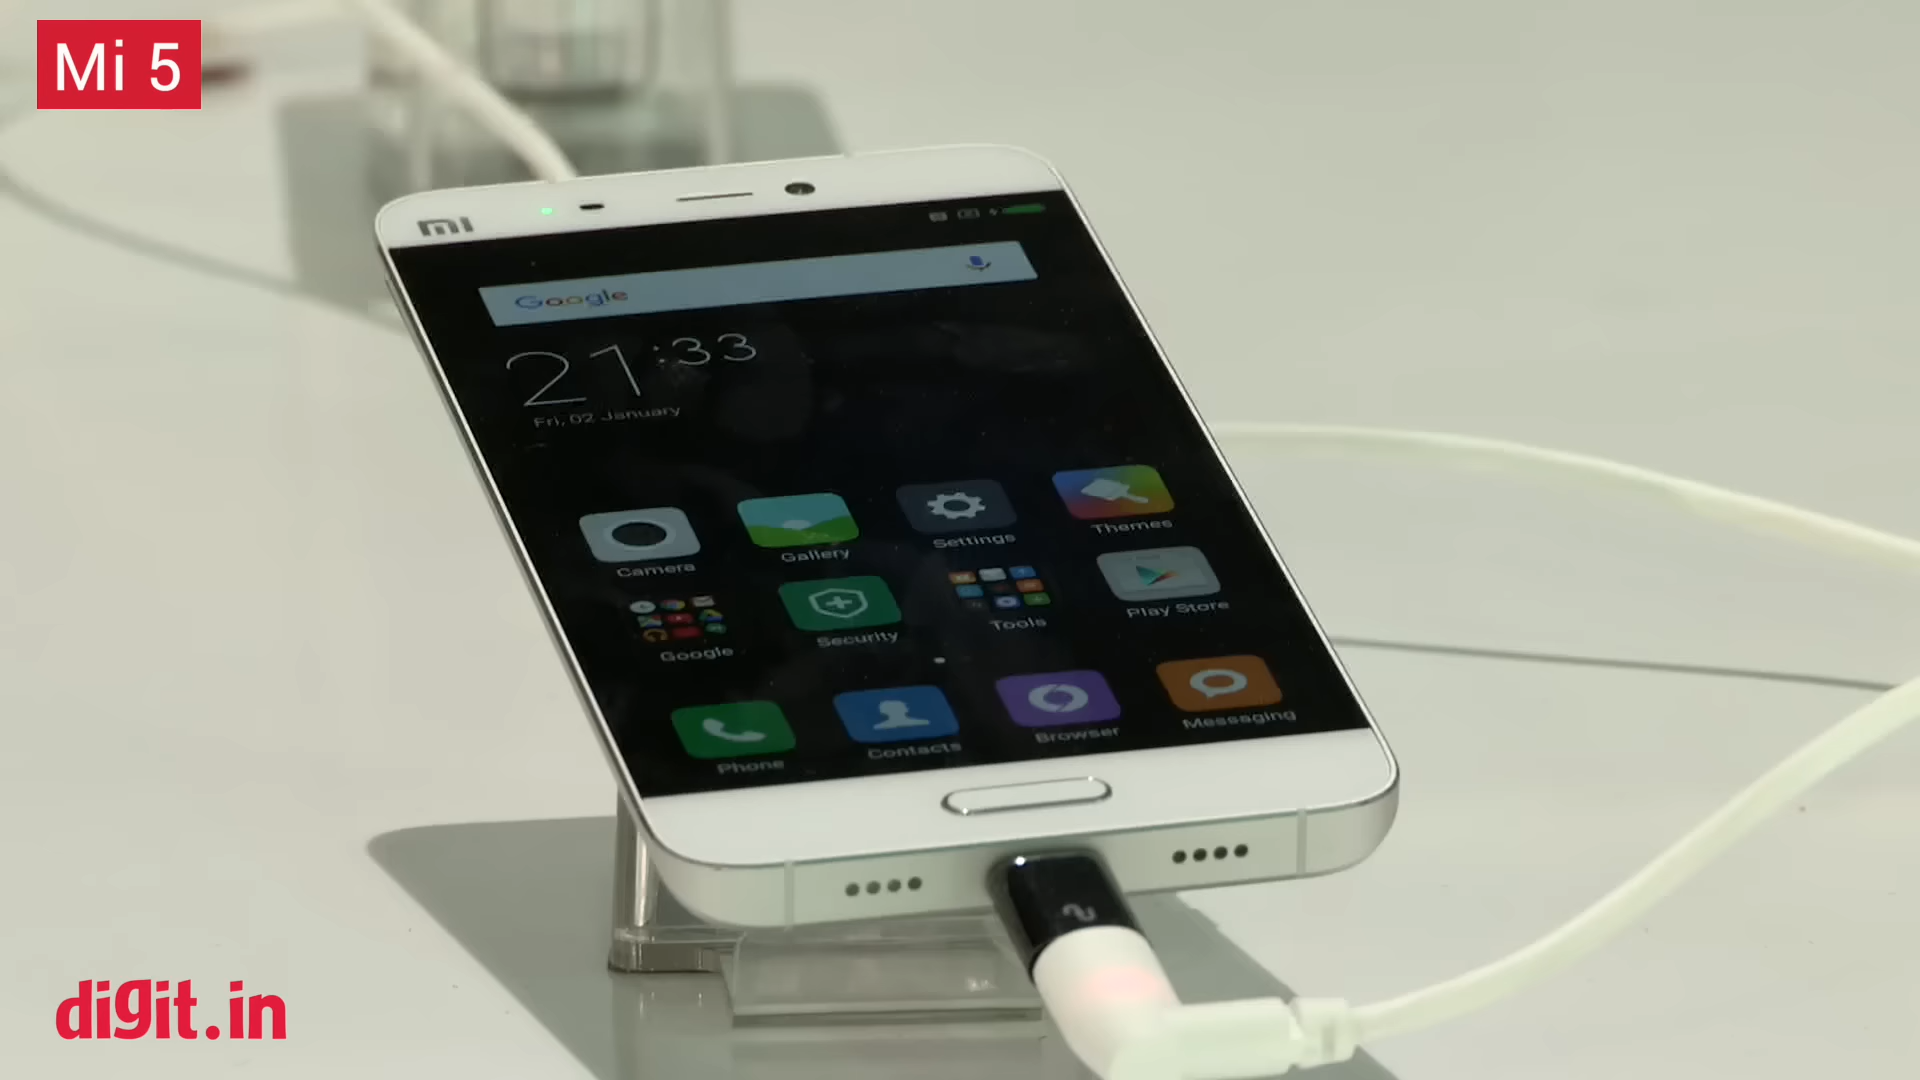 Mi 5
mi
Google
21:33
Fri, 02 January
Camera
Gallery
Settings
Themes
Google
Security
Tools
Play Store
Phone
Contacts
Browser
Messaging
digit.in